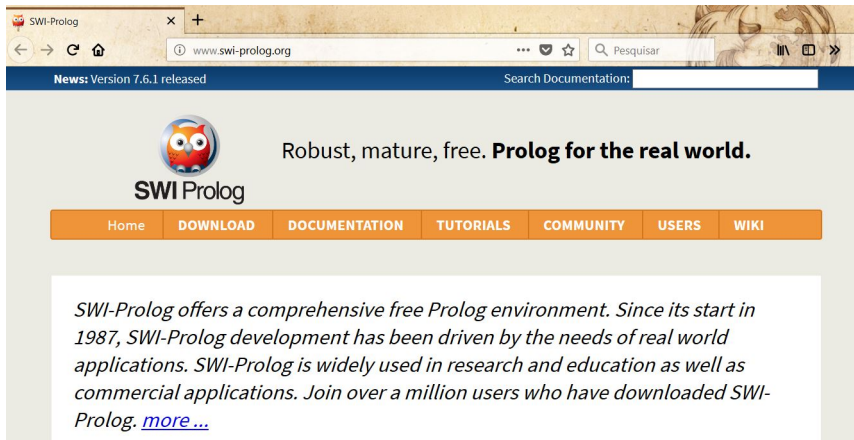 SWI-Prolog
www.swi-prolog.org
Pesquisar
News: Version 7.6.1 released
Search Documentation:
SWI Prolog
Robust, mature, free. Prolog for the real world.
Home DOWNLOAD DOCUMENTATION TUTORIALS COMMUNITY USERS WIKI
SWI-Prolog offers a comprehensive free Prolog environment. Since its start in
1987, SWI-Prolog development has been driven by the needs of real world
applications. SWI-Prolog is widely used in research and education as well as
commercial applications. Join over a million users who have downloaded SWI-
Prolog. more ...